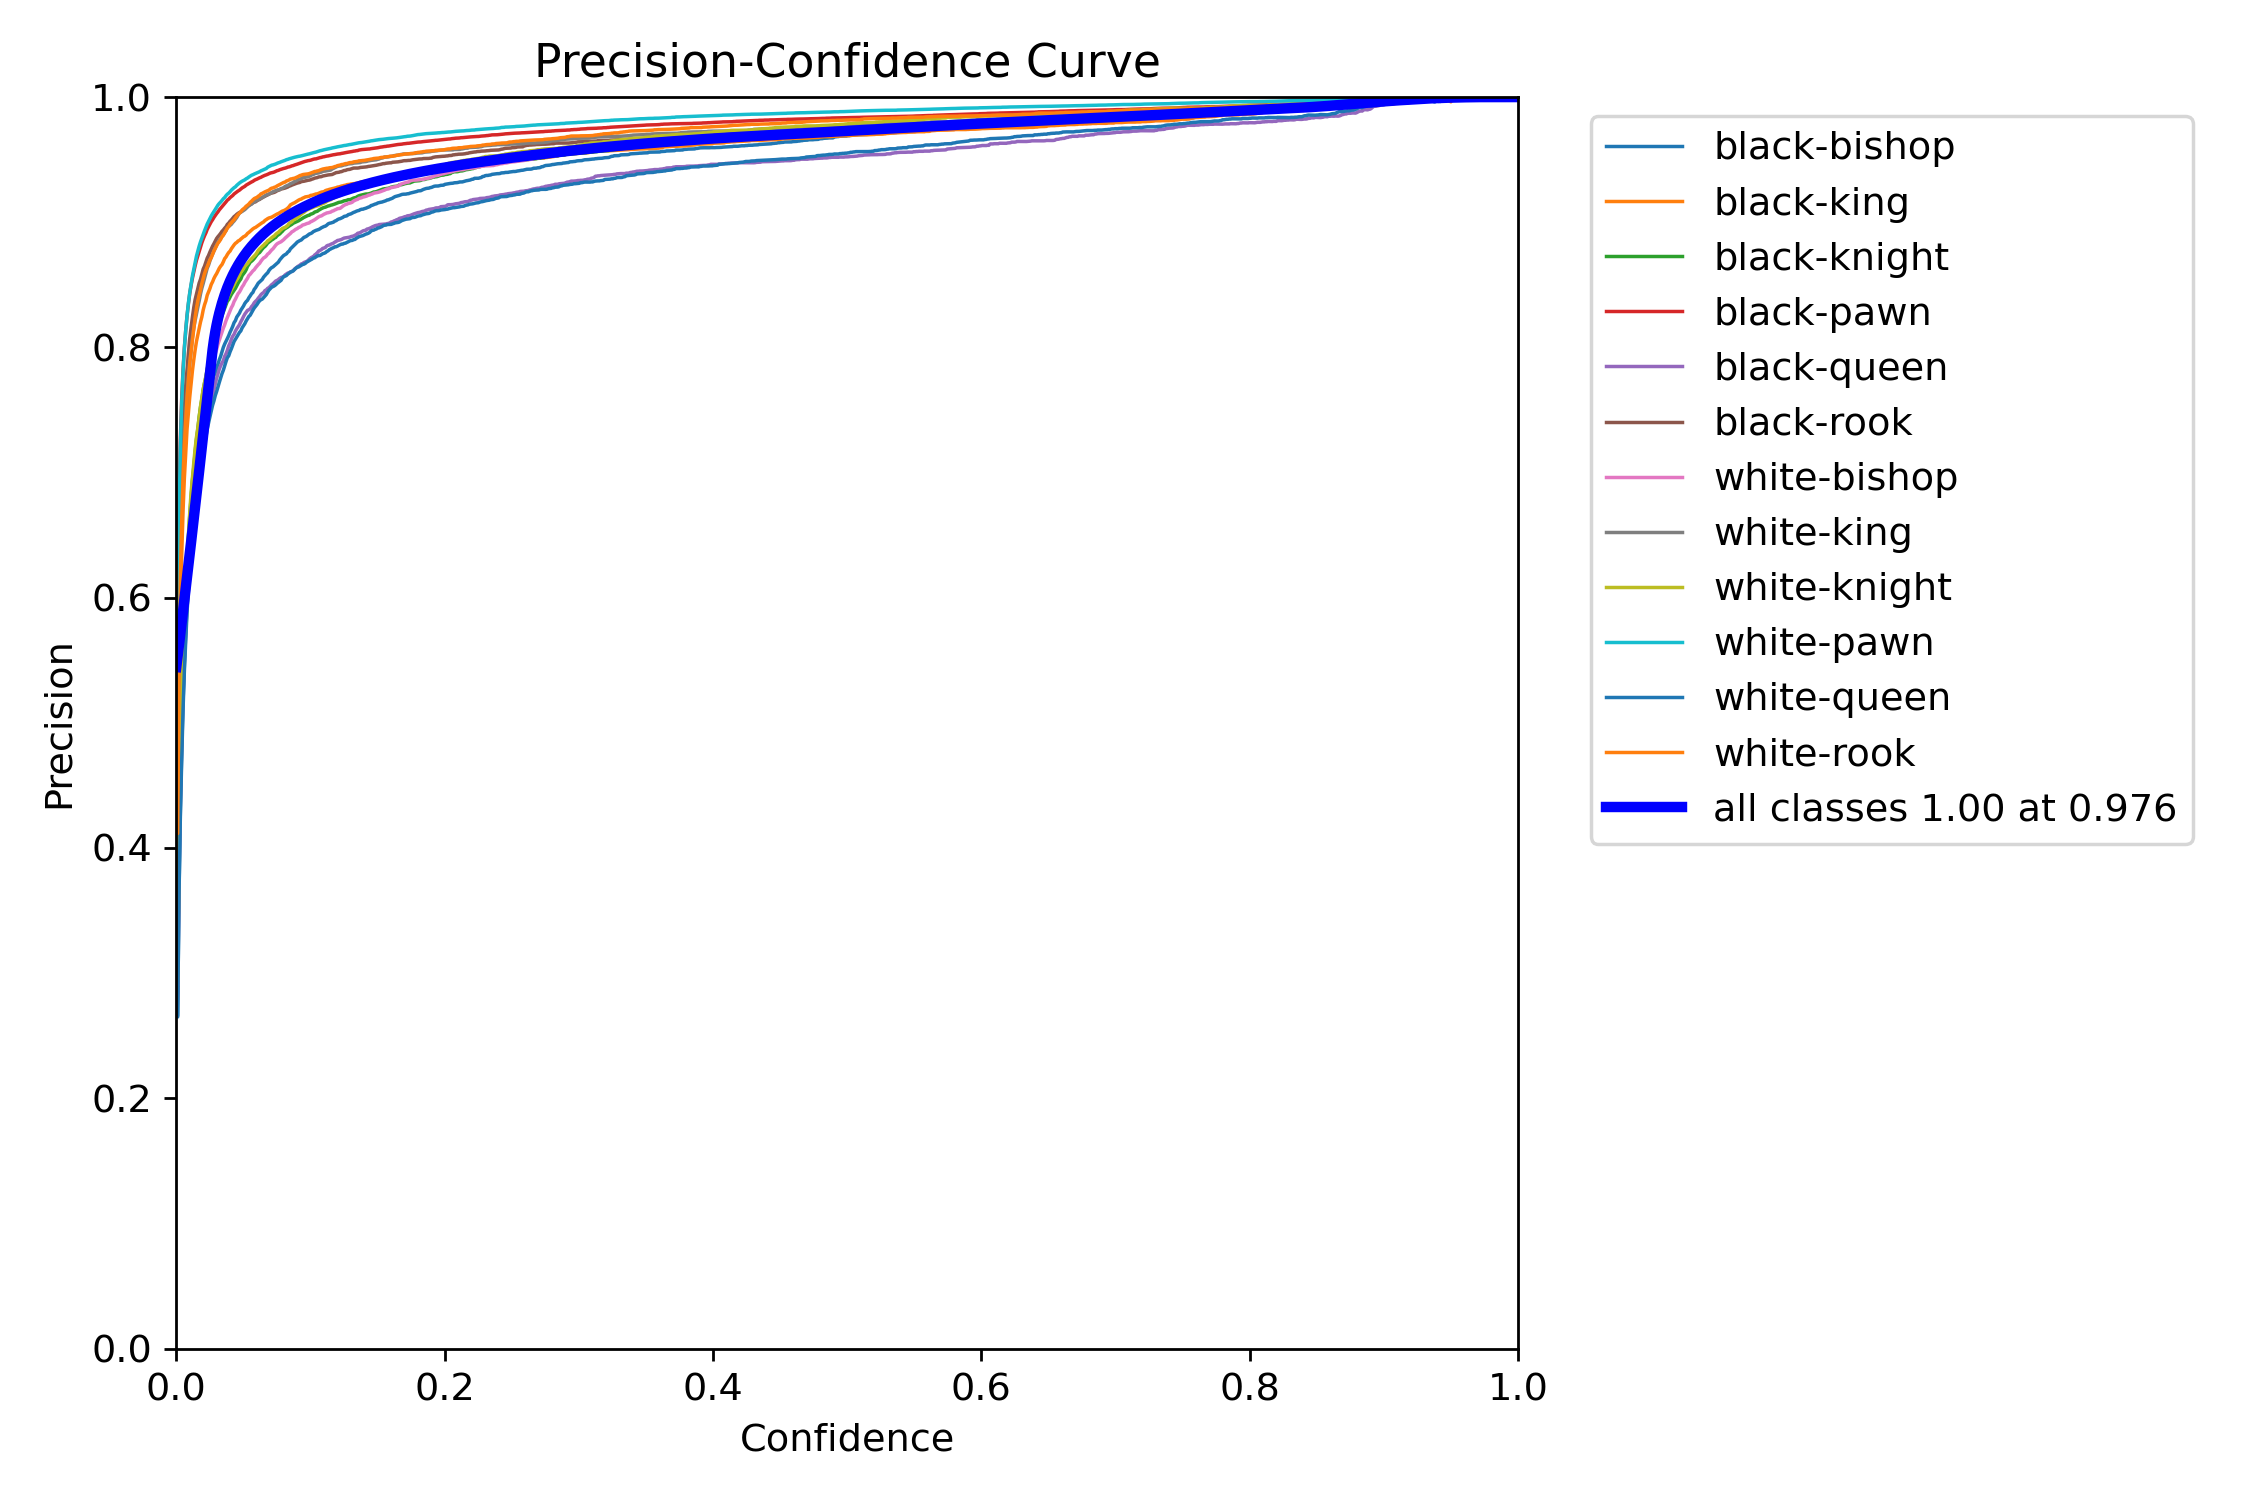 Precision-Confidence Curve
1.0
0.8
0.6
0.4
0.2
0.0
Precision
0.0 0.2 0.4 0.6 0.8 1.0
Confidence
black-bishop
black-king
black-knight
black-pawn
black-queen
black-rook
white-bishop
white-king
white-knight
white-pawn
white-queen
white-rook
all classes 1.00 at 0.976